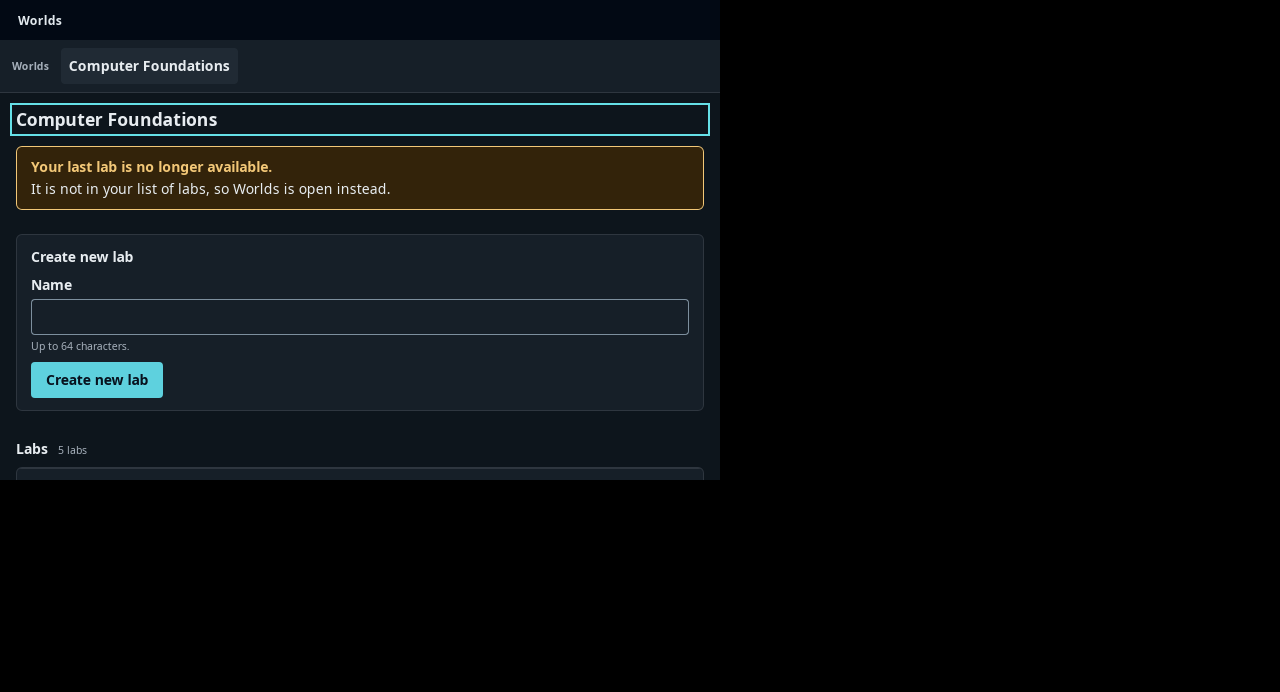 Worlds
Worlds Computer Foundations
Computer Foundations
Your last lab is no longer available.
It is not in your list of labs, so Worlds is open instead.
Create new lab
Name
Up to 64 characters.
Create new lab
Labs 5 labs